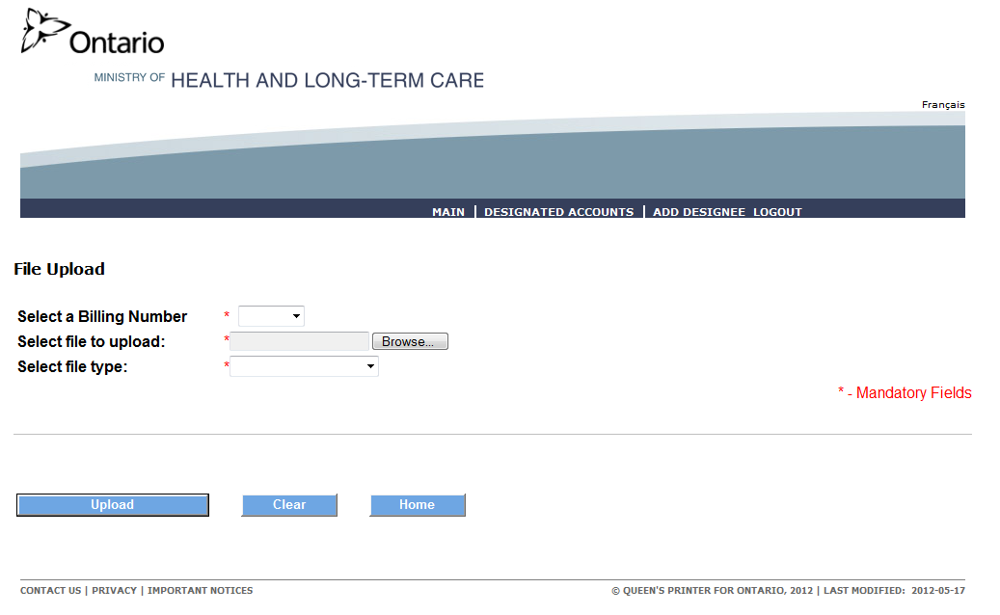 Ontario
MINISTRY OF HEALTH AND LONG-TERM CARE
Français
MAIN | DESIGNATED ACCOUNTS | ADD DESIGNEE LOGOUT
File Upload
Select a Billing Number *
Select file to upload: * Browse...
Select file type: *
* - Mandatory Fields
Upload Clear Home
CONTACT US | PRIVACY | IMPORTANT NOTICES © QUEEN'S PRINTER FOR ONTARIO, 2012 | LAST MODIFIED: 2012-05-17